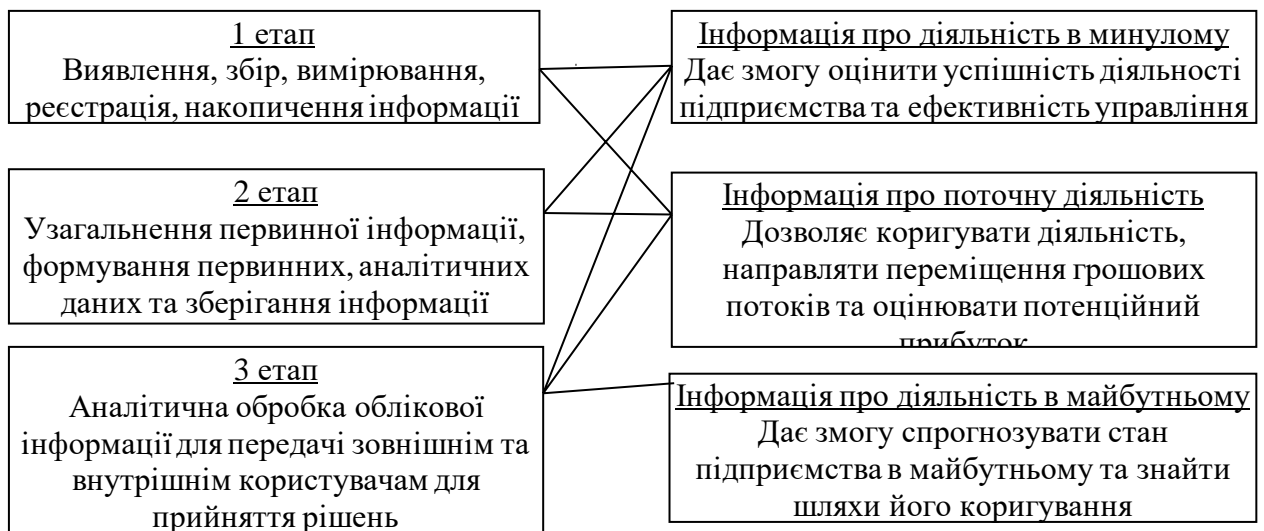 1 етап
Виявлення, збір, вимірювання,
реєстрація, накопичення інформації
2 етап
Узагальнення первинної інформації,
формування первинних, аналітичних
даних та зберігання інформації
3 етап
Аналітична обробка облікової
інформації для передачі зовнішнім та
внутрішнім користувачам для
прийняття рішень
Інформація про діяльність в минулому
Дає змогу оцінити успішність діяльності
підприємства та ефективність управління
Інформація про поточну діяльність
Дозволяє коригувати діяльність,
направляти переміщення грошових
потоків та оцінювати потенційний
прибуток
Інформація про діяльність в майбутньому
Дає змогу спрогнозувати стан
підприємства в майбутньому та знайти
шляхи його коригування